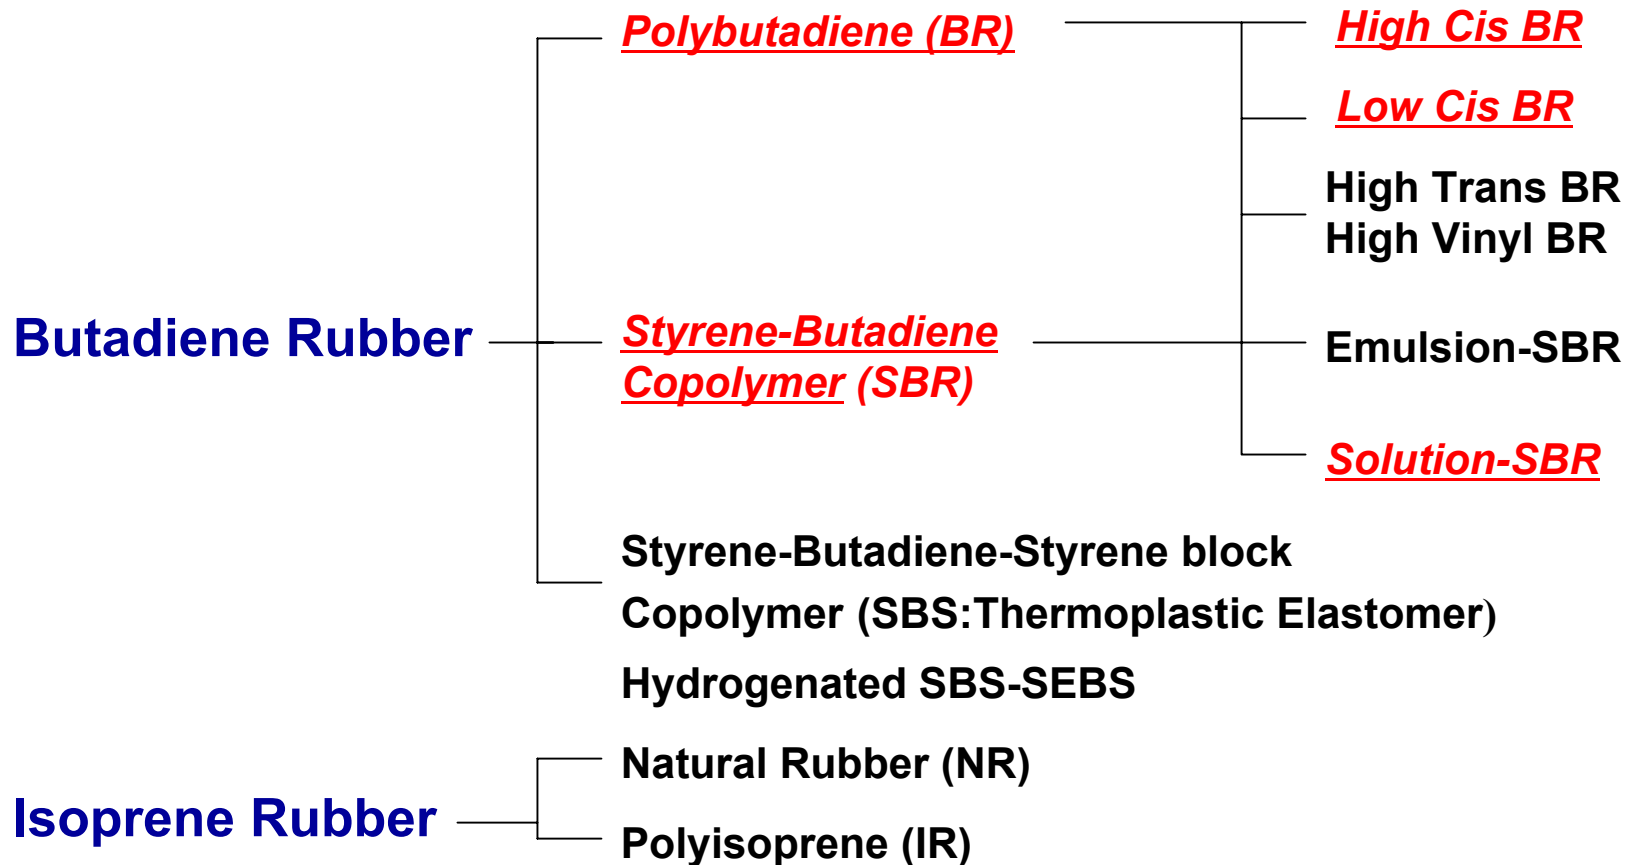 Polybutadiene (BR)
High Cis BR
Low Cis BR
High Trans BR
High Vinyl BR
Butadiene Rubber
Styrene-Butadiene
Copolymer (SBR)
Emulsion-SBR
Solution-SBR
Styrene-Butadiene-Styrene block
Copolymer (SBS:Thermoplastic Elastomer)
Hydrogenated SBS-SEBS
Isoprene Rubber
Natural Rubber (NR)
Polyisoprene (IR)